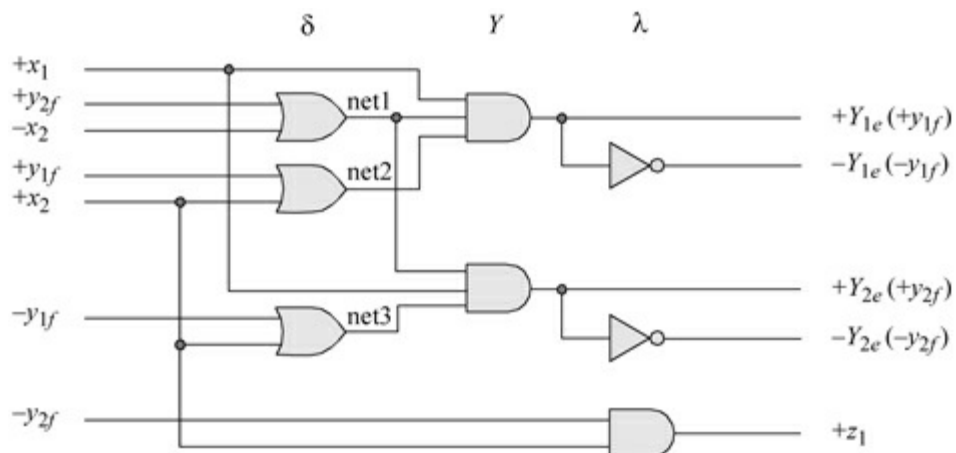 δ Y λ
+x₁
+y₂f net1
−x₂ +Y₁e (+y₁f)
+y₁f net2 −Y₁e (−y₁f)
+x₂
+Y₂e (+y₂f)
−y₁f net3
−Y₂e (−y₂f)
−y₂f
+z₁